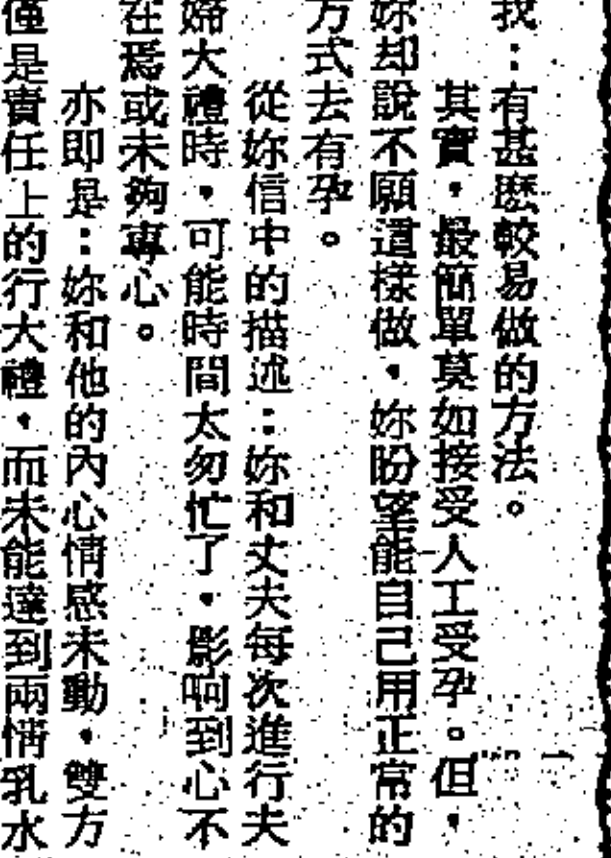 我：有甚麽較易做的方法。
其實，最簡單莫如接受人工受孕。但，
妳却說不願這樣做，妳盼望能自己用正常的
方式去有孕。
從妳信中的描述：妳和丈夫每次進行夫
婦大禮時，可能時間太匆忙了，影响到心不
在焉或未夠專心。
亦即是：妳和他的內心情感未動，雙方
僅是責任上的行大禮，而未能達到兩情乳水